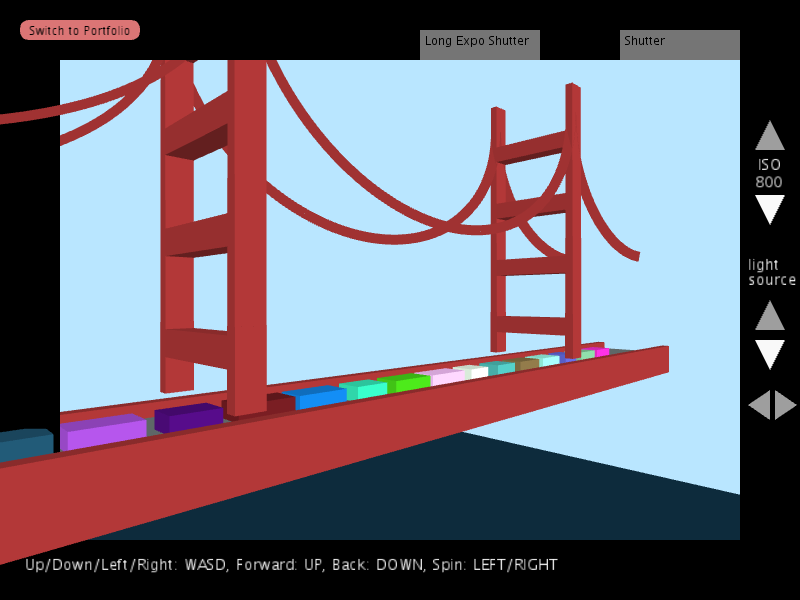 Switch to Portfolio
Long Expo Shutter
Shutter
ISO
800
light
source
Up/Down/Left/Right: WASD, Forward: UP, Back: DOWN, Spin: LEFT/RIGHT